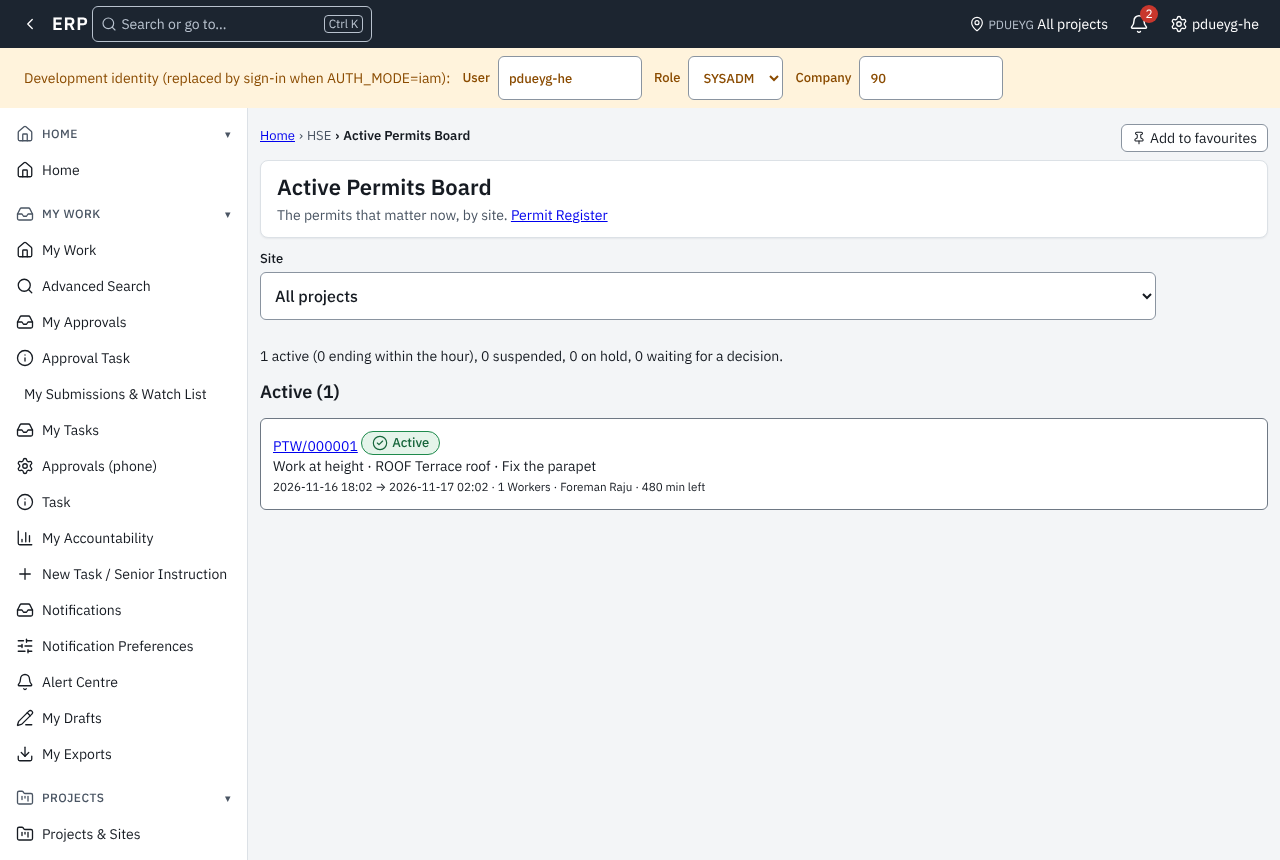 ERP
Search or go to...
Ctrl K
PDUEYG All projects
2
pdueyg-he
Development identity (replaced by sign-in when AUTH_MODE=iam):
User
pdueyg-he
Role
SYSADM
Company
90
HOME
Home
MY WORK
My Work
Advanced Search
My Approvals
Approval Task
My Submissions & Watch List
My Tasks
Approvals (phone)
Task
My Accountability
New Task / Senior Instruction
Notifications
Notification Preferences
Alert Centre
My Drafts
My Exports
PROJECTS
Projects & Sites
Home › HSE › Active Permits Board
Add to favourites
Active Permits Board
The permits that matter now, by site. Permit Register
Site
All projects
1 active (0 ending within the hour), 0 suspended, 0 on hold, 0 waiting for a decision.
Active (1)
PTW/000001 Active
Work at height · ROOF Terrace roof · Fix the parapet
2026-11-16 18:02 → 2026-11-17 02:02 · 1 Workers · Foreman Raju · 480 min left